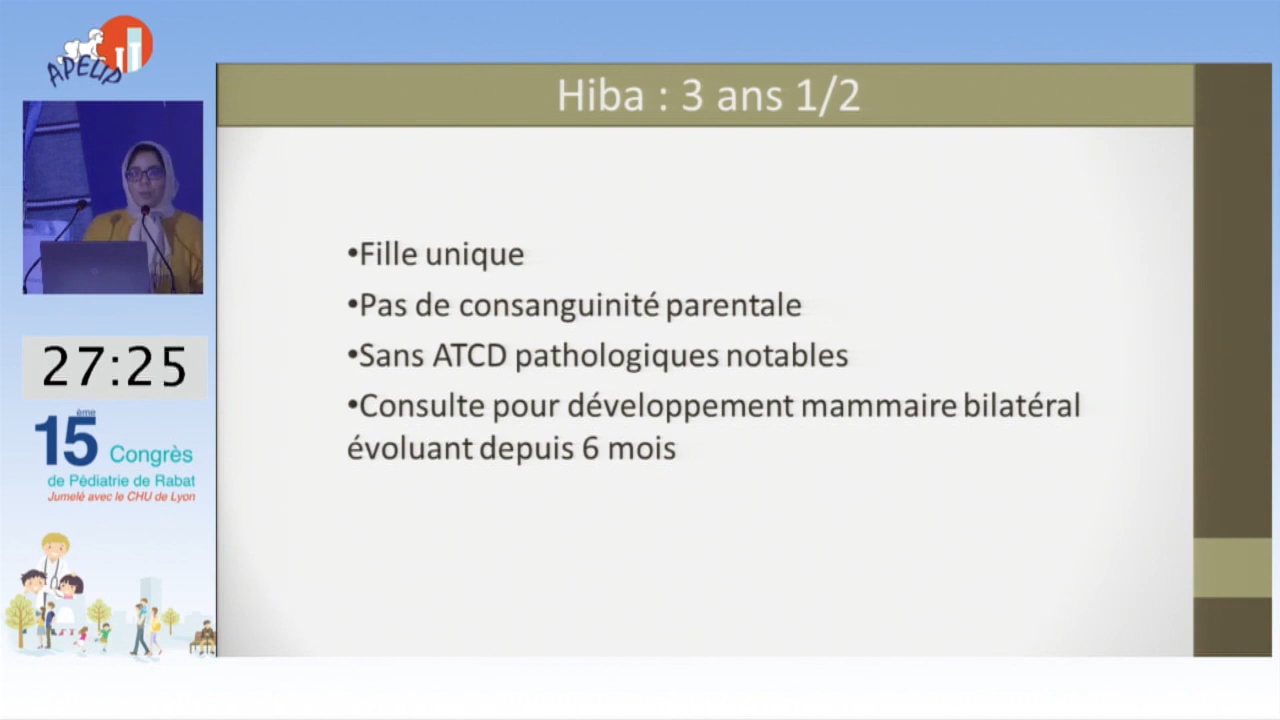 APEUP
Hiba : 3 ans 1/2
•Fille unique
•Pas de consanguinité parentale
•Sans ATCD pathologiques notables
•Consulte pour développement mammaire bilatéral
évoluant depuis 6 mois
27:25
15ème Congrès
de Pédiatrie de Rabat
Jumelé avec le CHU de Lyon